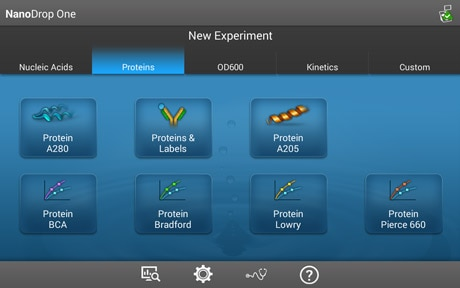 NanoDrop One
New Experiment
Nucleic Acids
Proteins
OD600
Kinetics
Custom
Protein
A280
Proteins &
Labels
Protein
A205
Protein
BCA
Protein
Bradford
Protein
Lowry
Protein
Pierce 660
?